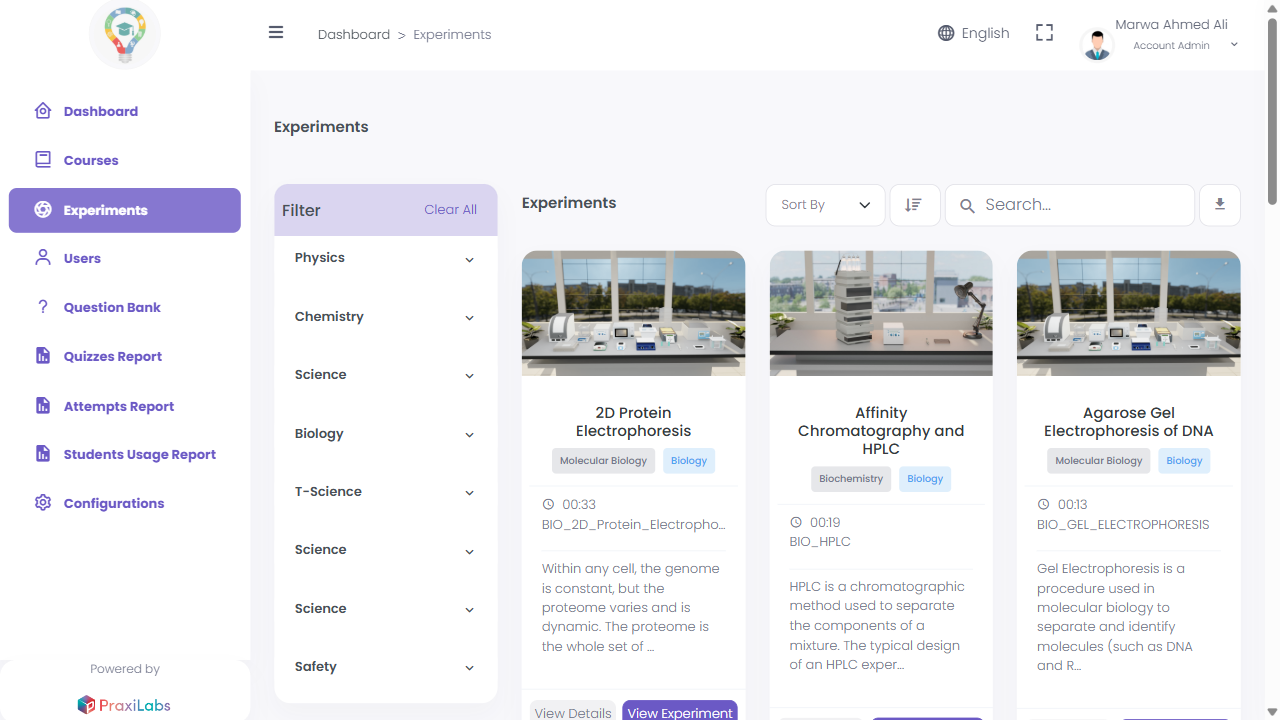 Dashboard > Experiments
English
Marwa Ahmed Ali
Account Admin
Dashboard
Courses
Experiments
Users
Question Bank
Quizzes Report
Attempts Report
Students Usage Report
Configurations
Powered by
PraxiLabs
Experiments
Filter
Clear All
Physics
Chemistry
Science
Biology
T-Science
Science
Science
Safety
Experiments
Sort By
Search...
2D Protein
Electrophoresis
Molecular Biology
Biology
00:33
BIO_2D_Protein_Electropho...
Within any cell, the genome
is constant, but the
proteome varies and is
dynamic. The proteome is
the whole set of ...
View Details
View Experiment
Affinity
Chromatography and
HPLC
Biochemistry
Biology
00:19
BIO_HPLC
HPLC is a chromatographic
method used to separate
the components of a
mixture. The typical design
of an HPLC exper...
Agarose Gel
Electrophoresis of DNA
Molecular Biology
Biology
00:13
BIO_GEL_ELECTROPHORESIS
Gel Electrophoresis is a
procedure used in
molecular biology to
separate and identify
molecules (such as DNA
and R...